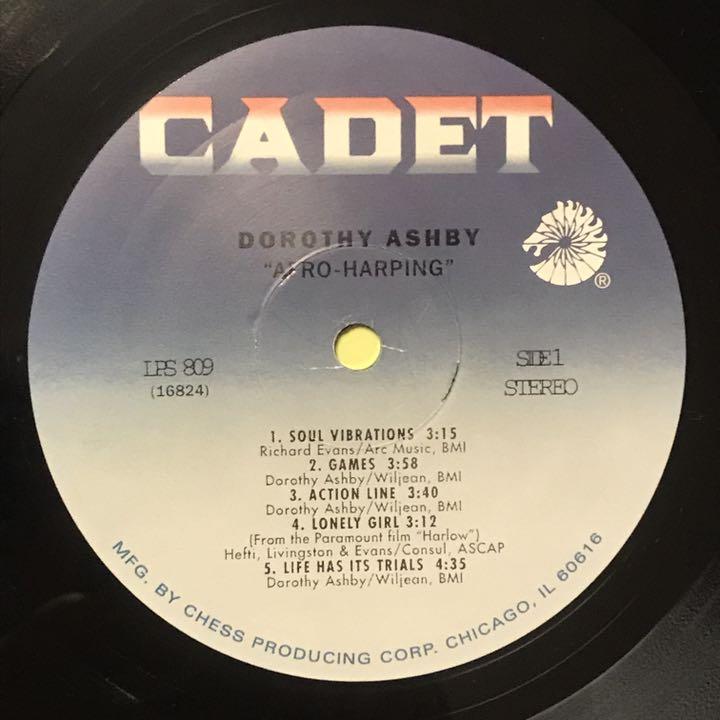 CADET
DOROTHY ASHBY
"AFRO-HARPING"
®
LPS 809
(16824)
SIDE 1
STEREO
1. SOUL VIBRATIONS 3:15
Richard Evans/Arc Music, BMI
2. GAMES 3:58
Dorothy Ashby/Wiljean, BMI
3. ACTION LINE 3:40
Dorothy Ashby/Wiljean, BMI
4. LONELY GIRL 3:12
(From the Paramount film "Harlow")
Hefti, Livingston & Evans/Consul, ASCAP
5. LIFE HAS ITS TRIALS 4:35
Dorothy Ashby/Wiljean, BMI
MFG. BY CHESS PRODUCING CORP. CHICAGO, IL 60616